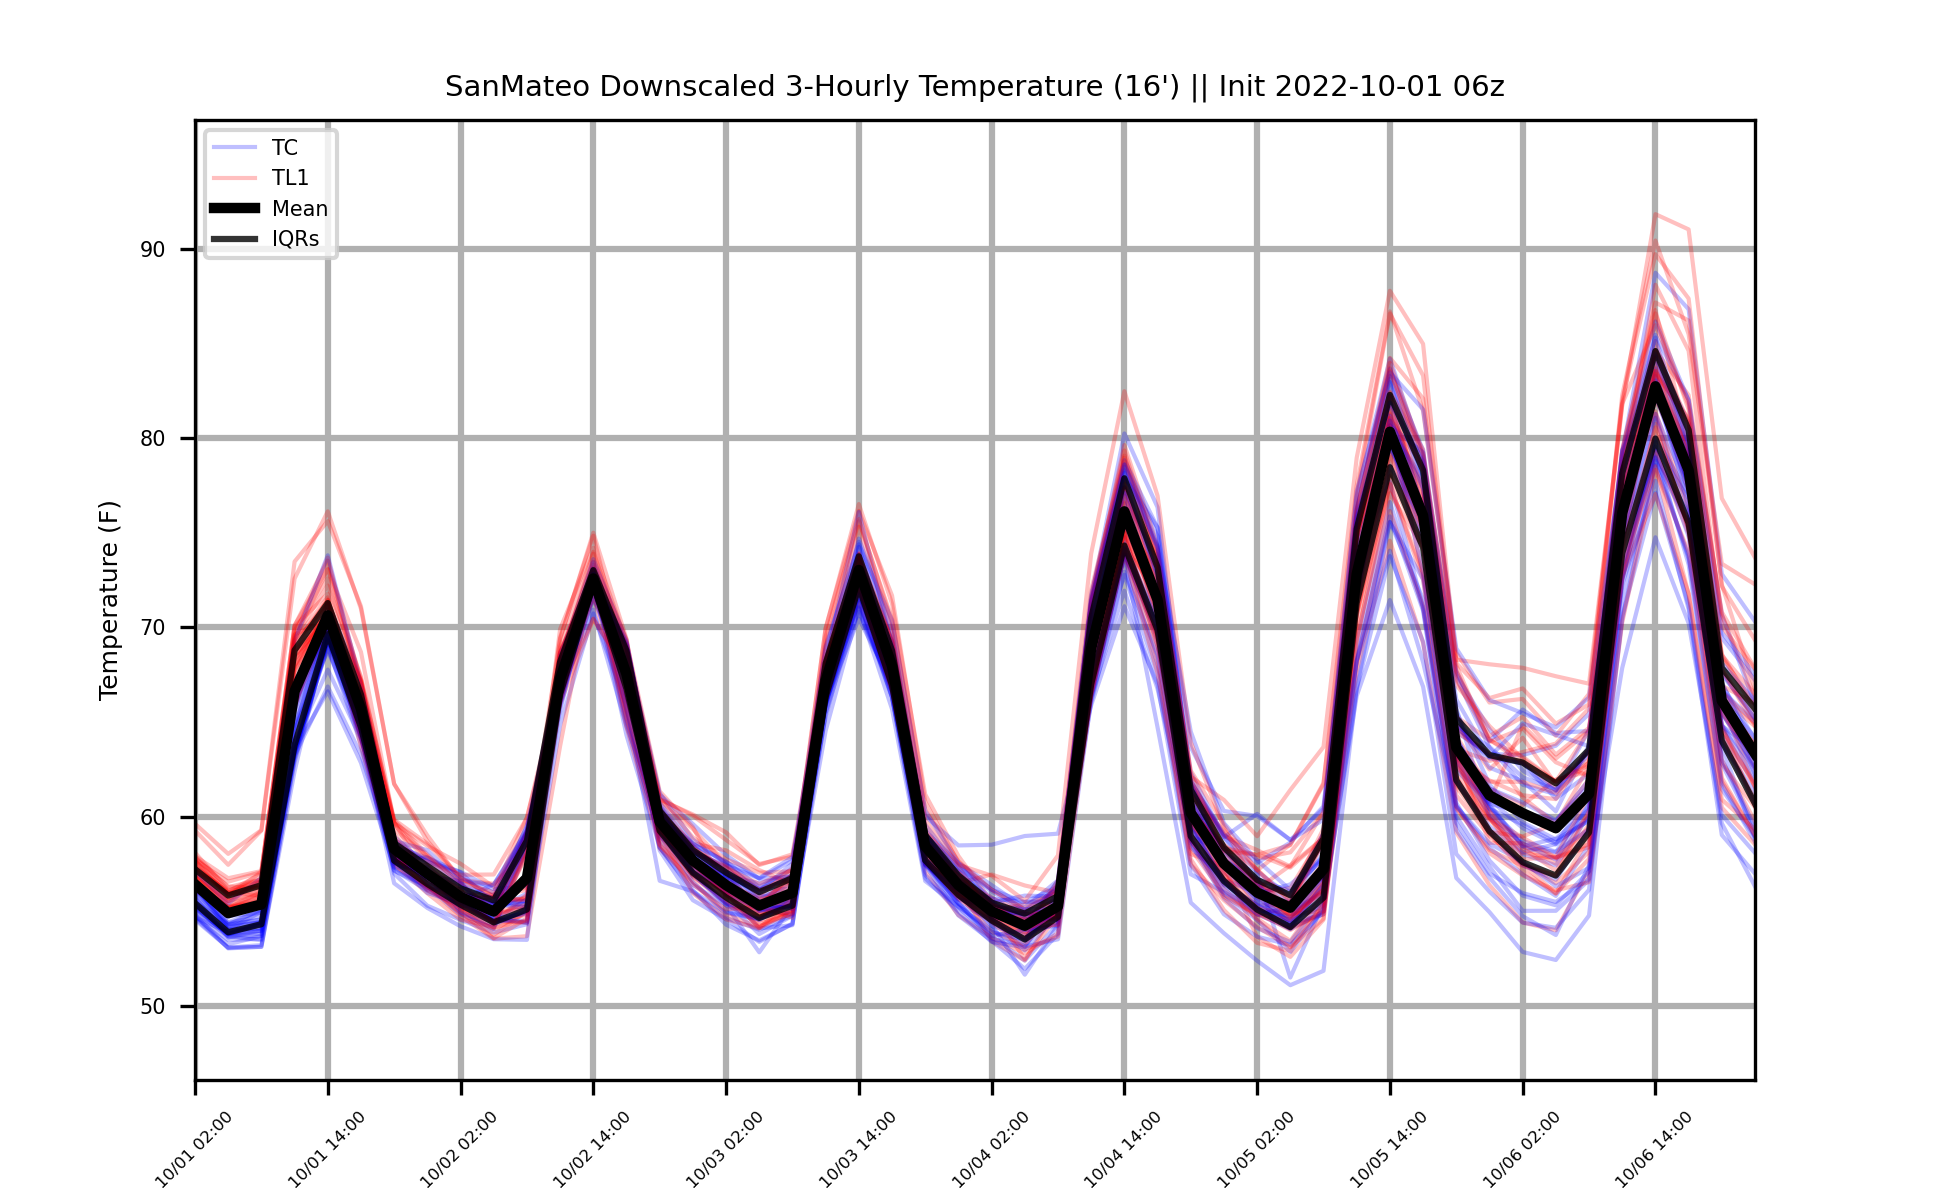 SanMateo Downscaled 3-Hourly Temperature (16') || Init 2022-10-01 06z
TC
TL1
Mean
IQRs
Temperature (F)
90
80
70
60
50
10/01 02:00
10/01 14:00
10/02 02:00
10/02 14:00
10/03 02:00
10/03 14:00
10/04 02:00
10/04 14:00
10/05 02:00
10/05 14:00
10/06 02:00
10/06 14:00